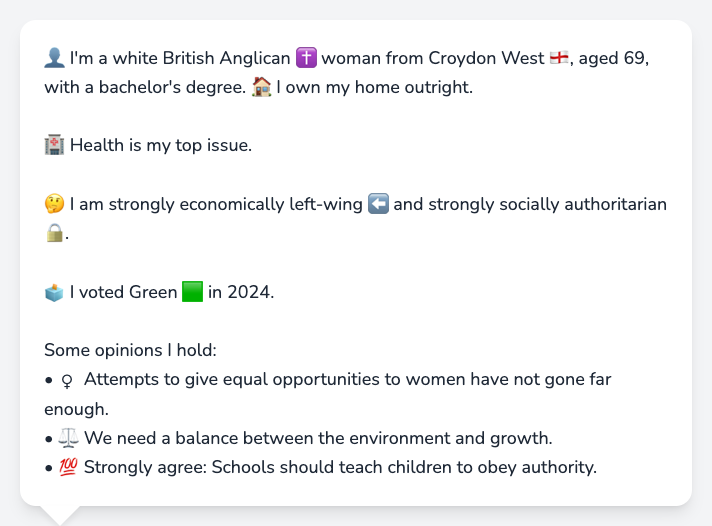 👤 I'm a white British Anglican ✝️ woman from Croydon West 🏴󠁧󠁢󠁥󠁮󠁧󠁿, aged 69,
with a bachelor's degree. 🏠 I own my home outright.
🏥 Health is my top issue.
🤔 I am strongly economically left-wing ⬅️ and strongly socially authoritarian
🔒.
🗳️ I voted Green 🟩 in 2024.
Some opinions I hold:
• ♀ Attempts to give equal opportunities to women have not gone far
enough.
• ⚖️ We need a balance between the environment and growth.
• 💯 Strongly agree: Schools should teach children to obey authority.